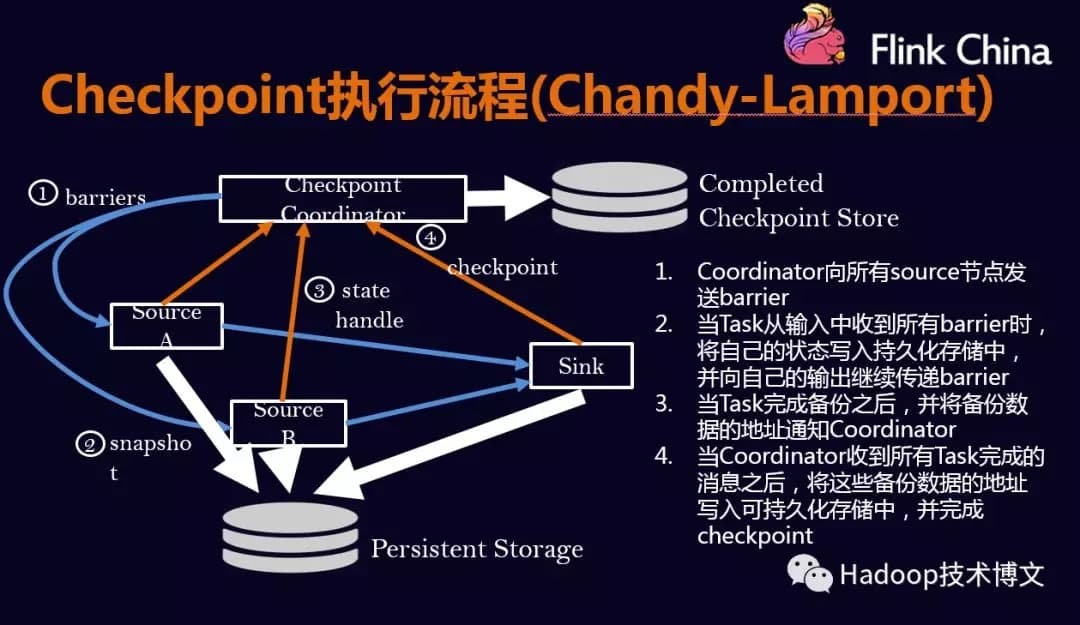 Flink China
Checkpoint执行流程(Chandy-Lamport)
① barriers
Checkpoint
Coordinator
Completed
Checkpoint Store
④
checkpoint
③ state
handle
Source
A
Sink
Source
B
② snapsho
t
Persistent Storage
1. Coordinator向所有source节点发
送barrier
2. 当Task从输入中收到所有barrier时，
将自己的状态写入持久化存储中，
并向自己的输出继续传递barrier
3. 当Task完成备份之后，并将备份数
据的地址通知Coordinator
4. 当Coordinator收到所有Task完成的
消息之后，将这些备份数据的地址
写入可持久化存储中，并完成
checkpoint
Hadoop技术博文